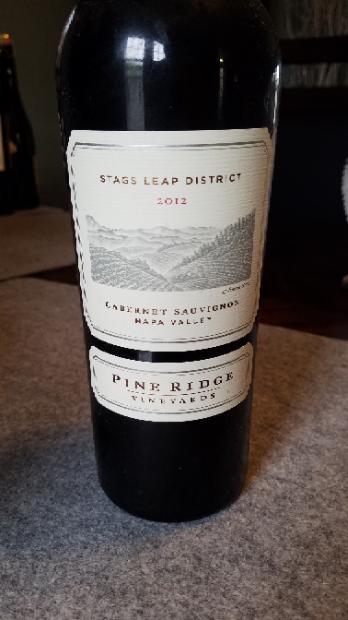 STAGS LEAP DISTRICT
2012
CABERNET SAUVIGNON
NAPA VALLEY
PINE RIDGE
VINEYARDS